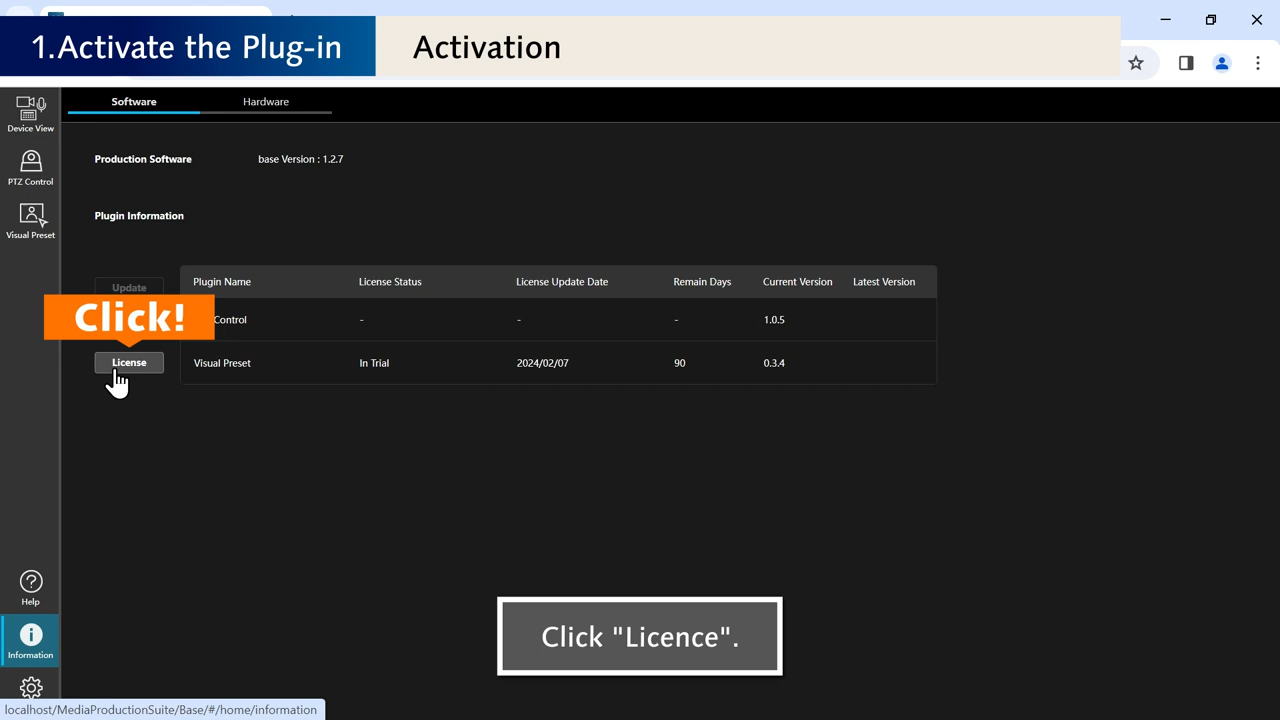 1.Activate the Plug-in
Activation
Software
Hardware
Device View
PTZ Control
Visual Preset
Production Software
base Version : 1.2.7
Plugin Information
Update
Plugin Name
License Status
License Update Date
Remain Days
Current Version
Latest Version
Click!
Control
-
-
-
1.0.5
License
Visual Preset
In Trial
2024/02/07
90
0.3.4
Help
Information
Click "Licence".
localhost/MediaProductionSuite/Base/#/home/information